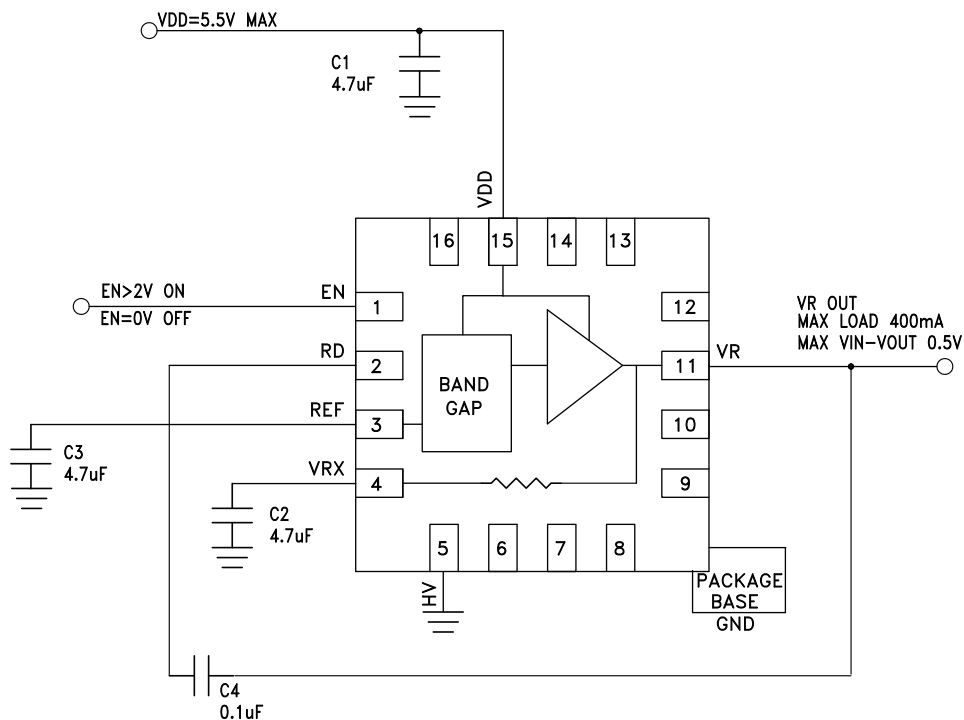 VDD=5.5V MAX
C1
4.7uF
VDD
16
15
14
13
EN>2V ON
EN=0V OFF
EN
1
12
VR OUT
MAX LOAD 400mA
MAX VIN-VOUT 0.5V
RD
2
11
VR
BAND
GAP
REF
3
10
C3
4.7uF
VRX
4
9
C2
4.7uF
5
6
7
8
HV
PACKAGE
BASE
GND
C4
0.1uF